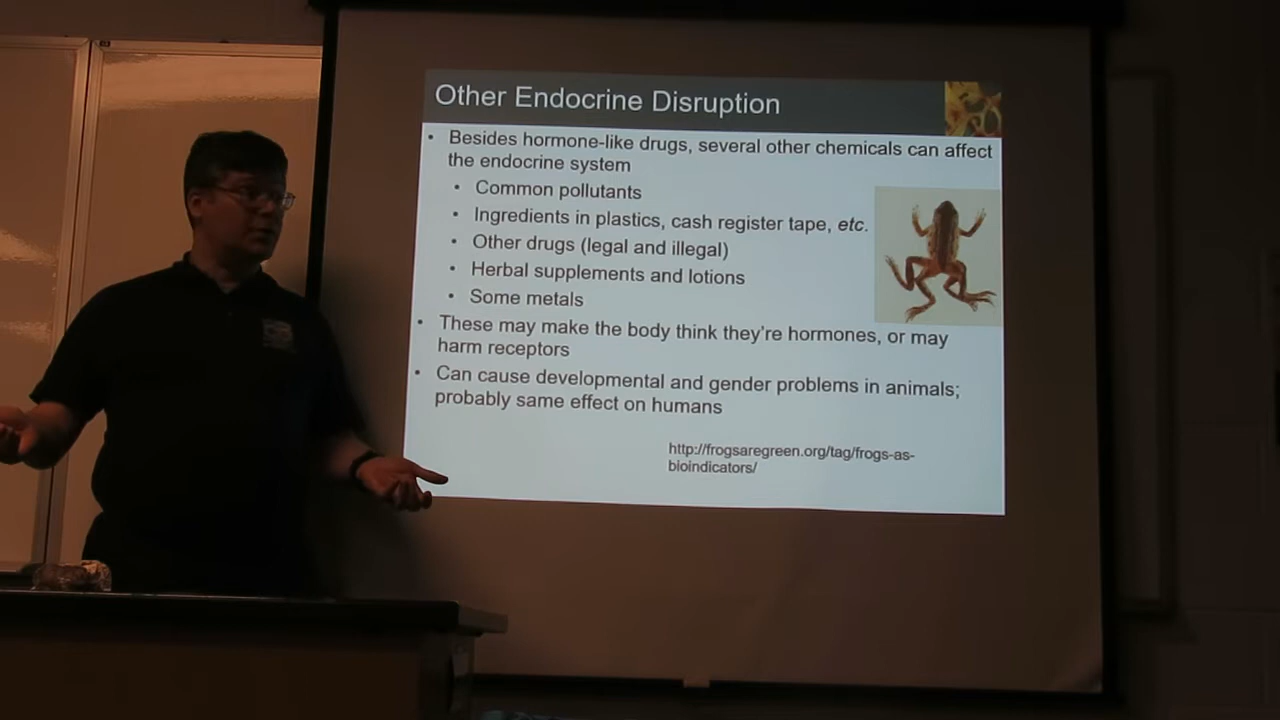 Other Endocrine Disruption
• Besides hormone-like drugs, several other chemicals can affect
the endocrine system
• Common pollutants
• Ingredients in plastics, cash register tape, etc.
• Other drugs (legal and illegal)
• Herbal supplements and lotions
• Some metals
• These may make the body think they're hormones, or may
harm receptors
• Can cause developmental and gender problems in animals;
probably same effect on humans
http://frogsaregreen.org/tag/frogs-as-
bioindicators/